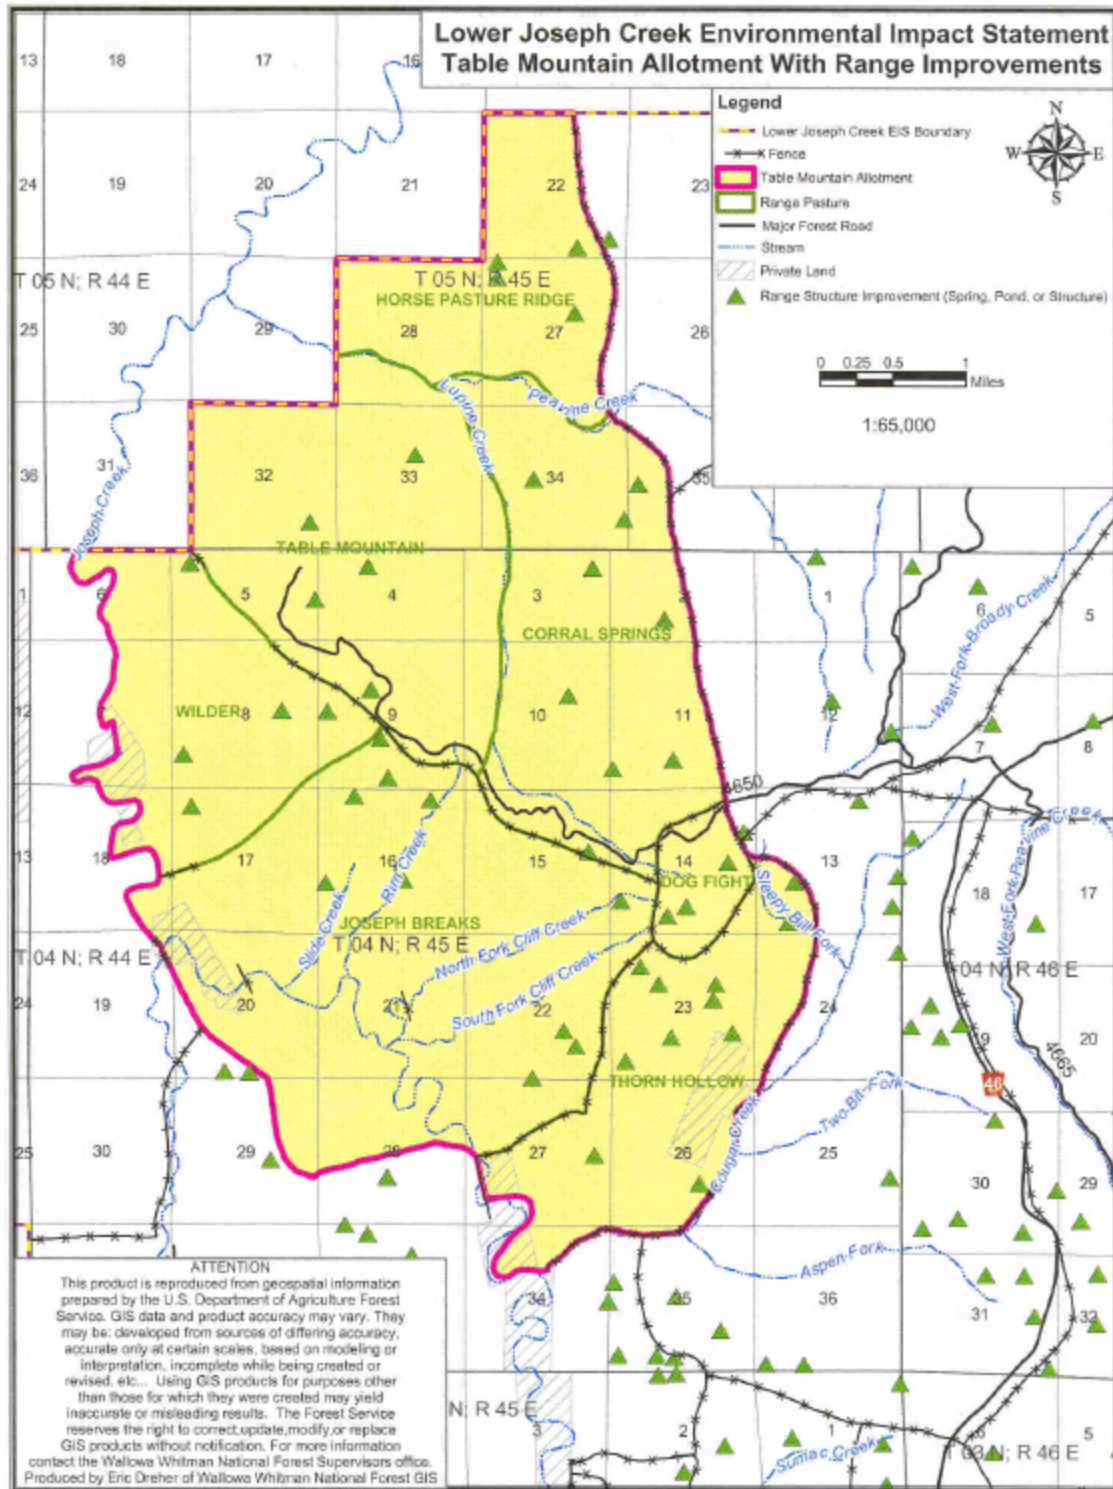 Lower Joseph Creek Environmental Impact Statement
Table Mountain Allotment With Range Improvements
Legend
Lower Joseph Creek EIS Boundary
Fence
Table Mountain Allotment
Range Pasture
Major Forest Road
Stream
Private Land
Range Structure Improvement (Spring, Pond, or Structure)
N
W E
S
0 0.25 0.5 1
Miles
1:65,000
13 18 17 16
24 19 20 21 22 23
T 05 N; R 44 E T 05 N; R 45 E
HORSE PASTURE RIDGE
25 30 29 28 27 26
Lupine Creek
Peavine Creek
36 31 32 33 34 35
Joseph Creek
TABLE MOUNTAIN
1 6 5 4 3 2 1 6 5
CORRAL SPRINGS
West Fork Broady Creek
12 7 8 9 10 11 12 7 8
WILDER
4650
13 18 17 16 15 14 13 18 17
DOG FIGHT
Sleepy Bill Fork
West Fork Peavine Creek
Rim Creek
Slide Creek
JOSEPH BREAKS
T 04 N; R 44 E T 04 N; R 45 E 04 N; R 46 E
North Fork Cliff Creek
South Fork Cliff Creek
24 19 20 21 22 23 24 19 20
4665
46
THORN HOLLOW
Two Bit Fork
Cougar Creek
25 30 29 28 27 26 25 30 29
Aspen Fork
34 35 36 31 32
N; R 45 E
3 2 1 6 5
Sumac Creek
T 03 N; R 46 E
ATTENTION
This product is reproduced from geospatial information
prepared by the U.S. Department of Agriculture Forest
Service. GIS data and product accuracy may vary. They
may be: developed from sources of differing accuracy,
accurate only at certain scales, based on modeling or
interpretation, incomplete while being created or
revised, etc... Using GIS products for purposes other
than those for which they were created may yield
inaccurate or misleading results. The Forest Service
reserves the right to correct,update,modify,or replace
GIS products without notification. For more information
contact the Wallowa Whitman National Forest Supervisors office.
Produced by Eric Dreher of Wallowa Whitman National Forest GIS